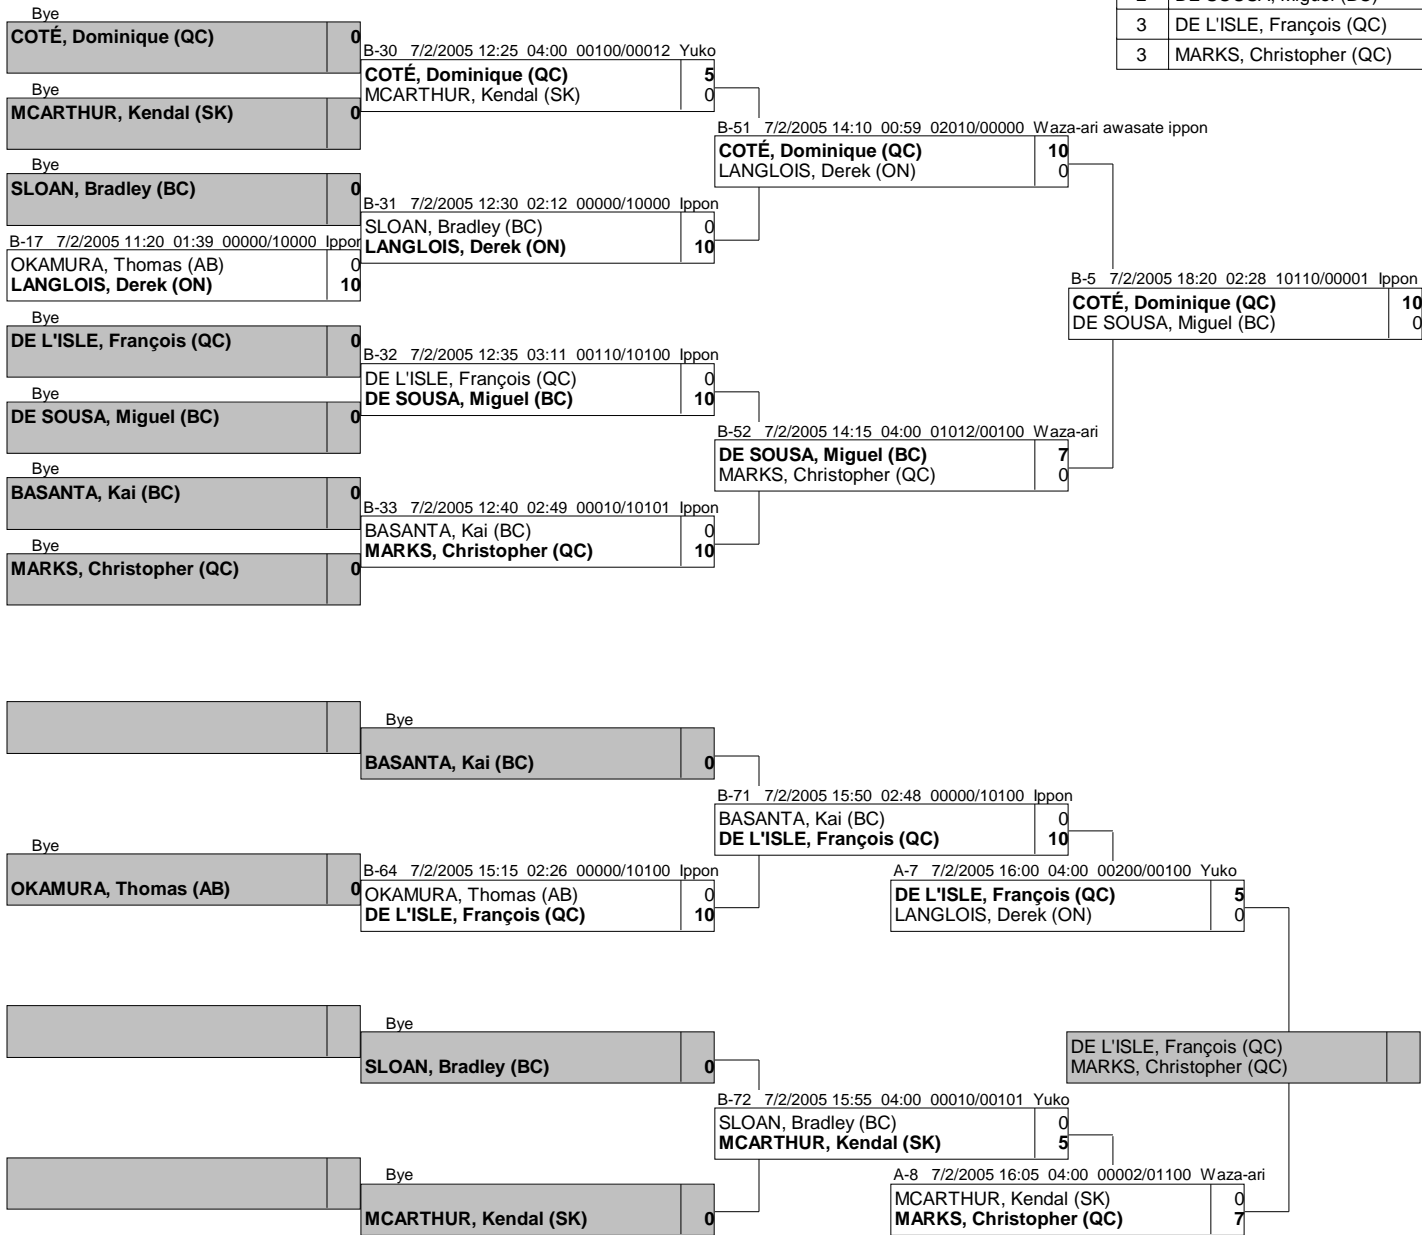 2 DE SOUSA, Miguel (BC)
3 DE L'ISLE, François (QC)
3 MARKS, Christopher (QC)
Bye
COTÉ, Dominique (QC) 0
B-30 7/2/2005 12:25 04:00 00100/00012 Yuko
COTÉ, Dominique (QC) 5
MCARTHUR, Kendal (SK) 0
Bye
MCARTHUR, Kendal (SK) 0
B-51 7/2/2005 14:10 00:59 02010/00000 Waza-ari awasate ippon
COTÉ, Dominique (QC) 10
LANGLOIS, Derek (ON) 0
Bye
SLOAN, Bradley (BC) 0
B-31 7/2/2005 12:30 02:12 00000/10000 Ippon
SLOAN, Bradley (BC) 0
LANGLOIS, Derek (ON) 10
B-17 7/2/2005 11:20 01:39 00000/10000 Ippon
OKAMURA, Thomas (AB) 0
LANGLOIS, Derek (ON) 10
B-5 7/2/2005 18:20 02:28 10110/00001 Ippon
COTÉ, Dominique (QC) 10
DE SOUSA, Miguel (BC) 0
Bye
DE L'ISLE, François (QC) 0
B-32 7/2/2005 12:35 03:11 00110/10100 Ippon
DE L'ISLE, François (QC) 0
DE SOUSA, Miguel (BC) 10
Bye
DE SOUSA, Miguel (BC) 0
B-52 7/2/2005 14:15 04:00 01012/00100 Waza-ari
DE SOUSA, Miguel (BC) 7
MARKS, Christopher (QC) 0
Bye
BASANTA, Kai (BC) 0
B-33 7/2/2005 12:40 02:49 00010/10101 Ippon
BASANTA, Kai (BC) 0
MARKS, Christopher (QC) 10
Bye
MARKS, Christopher (QC) 0
Bye
BASANTA, Kai (BC) 0
B-71 7/2/2005 15:50 02:48 00000/10100 Ippon
BASANTA, Kai (BC) 0
DE L'ISLE, François (QC) 10
Bye
OKAMURA, Thomas (AB) 0
B-64 7/2/2005 15:15 02:26 00000/10100 Ippon
OKAMURA, Thomas (AB) 0
DE L'ISLE, François (QC) 10
A-7 7/2/2005 16:00 04:00 00200/00100 Yuko
DE L'ISLE, François (QC) 5
LANGLOIS, Derek (ON) 0
Bye
SLOAN, Bradley (BC) 0
DE L'ISLE, François (QC)
MARKS, Christopher (QC)
B-72 7/2/2005 15:55 04:00 00010/00101 Yuko
SLOAN, Bradley (BC) 0
MCARTHUR, Kendal (SK) 5
Bye
MCARTHUR, Kendal (SK) 0
A-8 7/2/2005 16:05 04:00 00002/01100 Waza-ari
MCARTHUR, Kendal (SK) 0
MARKS, Christopher (QC) 7